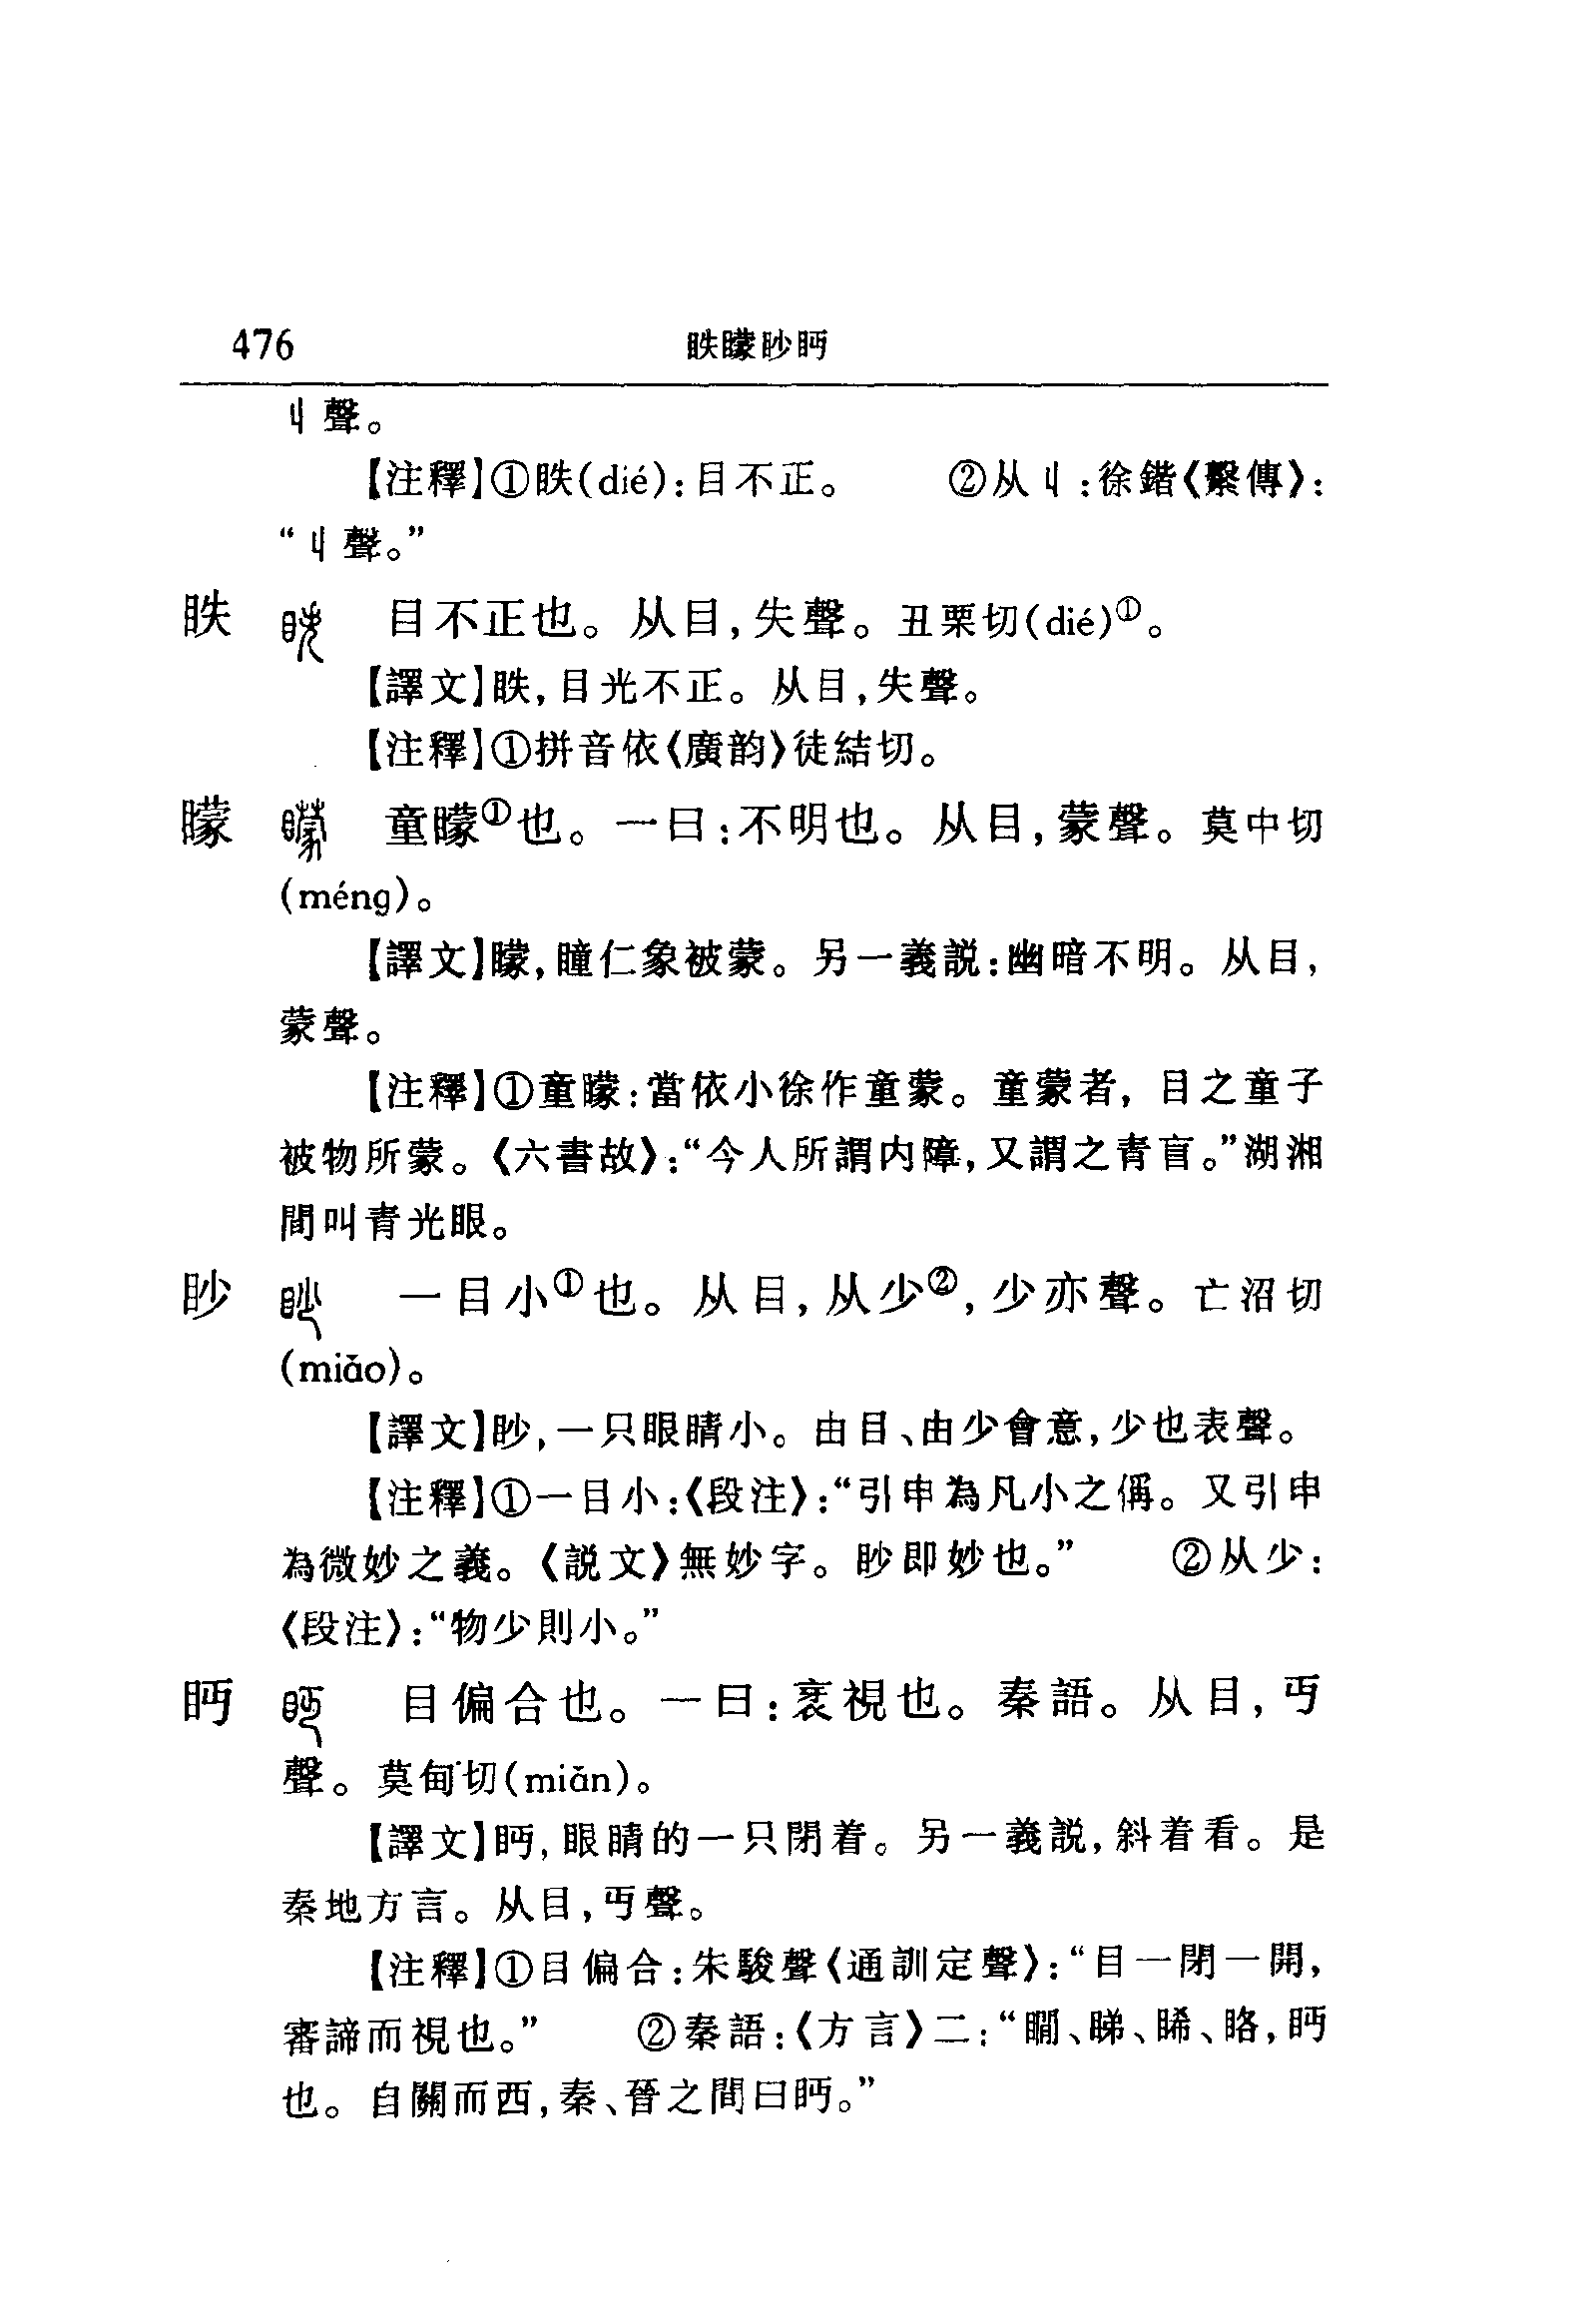 476 眣矇眇眄
丩聲。
【注釋】①眣(dié)：目不正。 ②从丩：徐鍇《繫傳》：
“丩聲。”
眣 目不正也。从目，失聲。丑栗切(dié)①。
【譯文】眣，目光不正。从目，失聲。
【注釋】①拼音依《廣韵》徒結切。
矇 童矇①也。一曰：不明也。从目，蒙聲。莫中切
(méng)。
【譯文】矇，瞳仁象被蒙。另一義説：幽暗不明。从目，
蒙聲。
【注釋】①童矇：當依小徐作童蒙。童蒙者，目之童子
被物所蒙。《六書故》：“今人所謂内障，又謂之青盲。”湖湘
間叫青光眼。
眇 一目小①也。从目，从少②，少亦聲。亡沼切
(miǎo)。
【譯文】眇，一只眼睛小。由目、由少會意，少也表聲。
【注釋】①一目小：《段注》：“引申為凡小之偁。又引申
為微妙之義。《説文》無妙字。眇即妙也。” ②从少：
《段注》：“物少則小。”
眄 目偏合也。一曰：衺視也。秦語。从目，丏
聲。莫甸切(miǎn)。
【譯文】眄，眼睛的一只閉着。另一義説，斜着看。是
秦地方言。从目，丏聲。
【注釋】①目偏合：朱駿聲《通訓定聲》：“目一閉一開，
審諦而視也。” ②秦語：《方言》二：“瞯、睇、睎、䀩，眄
也。自關而西，秦、晉之間曰眄。”